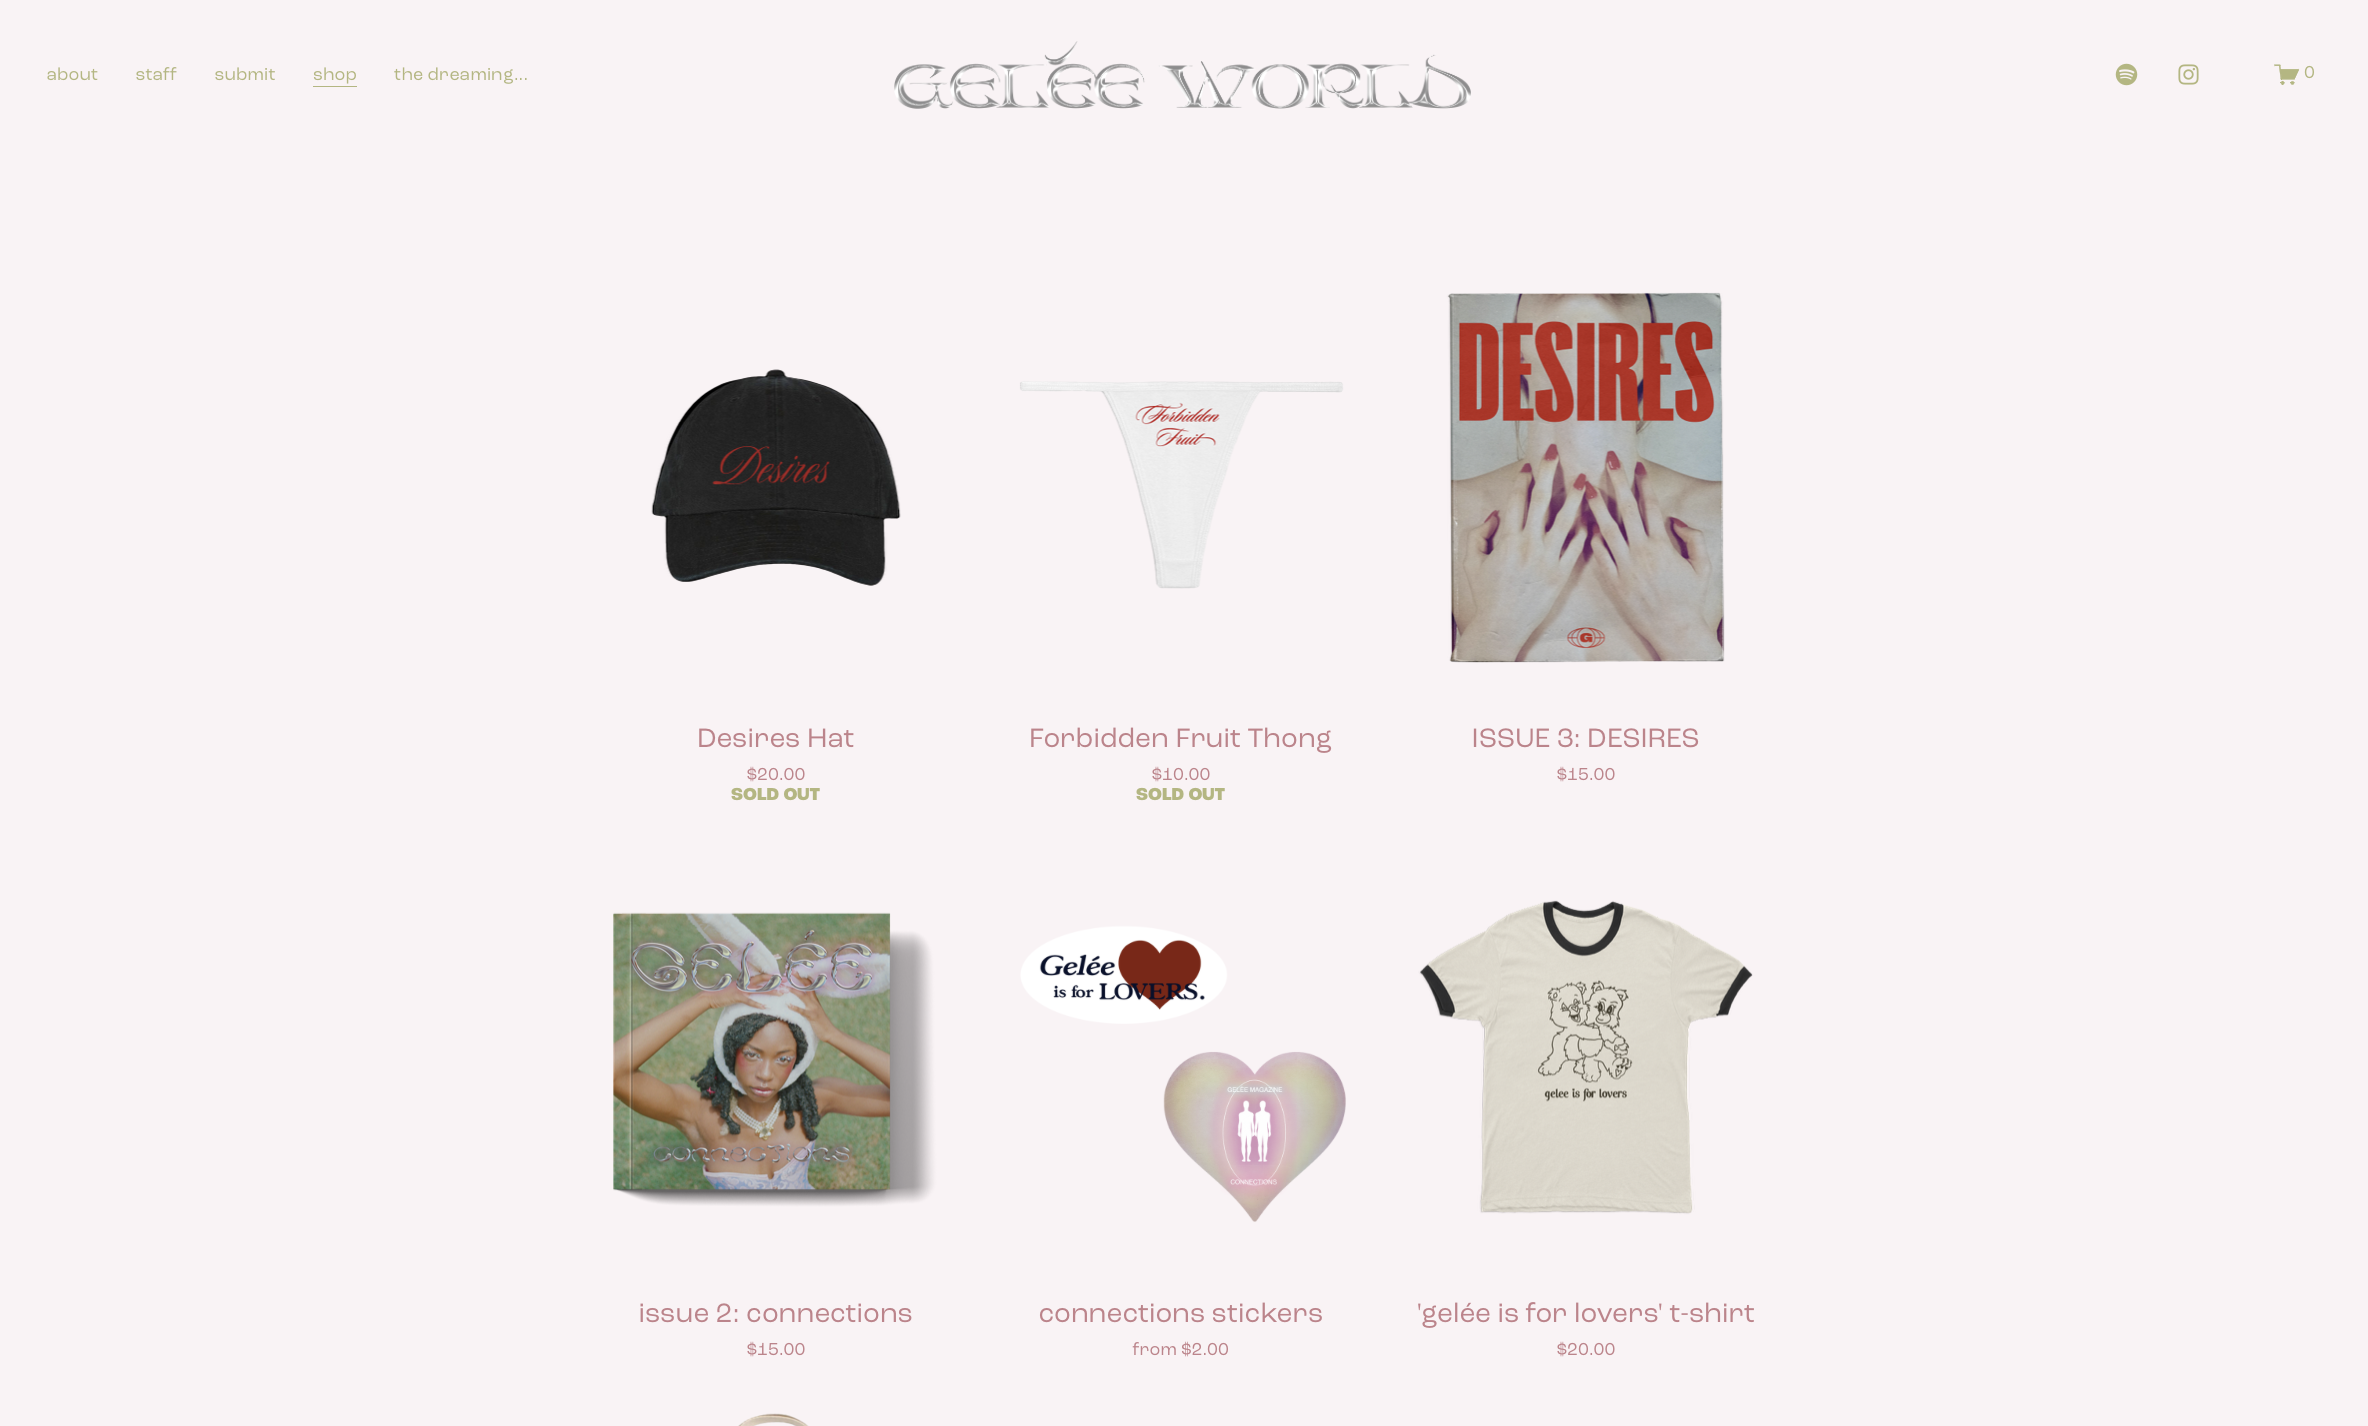 about staff submit shop the dreaming...
GELÉE WORLD
0
Desires
Forbidden
Fruit
DESIRES
G
Desires Hat
$20.00
SOLD OUT
Forbidden Fruit Thong
$10.00
SOLD OUT
ISSUE 3: DESIRES
$15.00
GELÉE
CONNECTIONS
Gelée
is for LOVERS.
GELÉE MAGAZINE
CONNECTIONS
gelee is for lovers
issue 2: connections
$15.00
connections stickers
from $2.00
'gelée is for lovers' t-shirt
$20.00